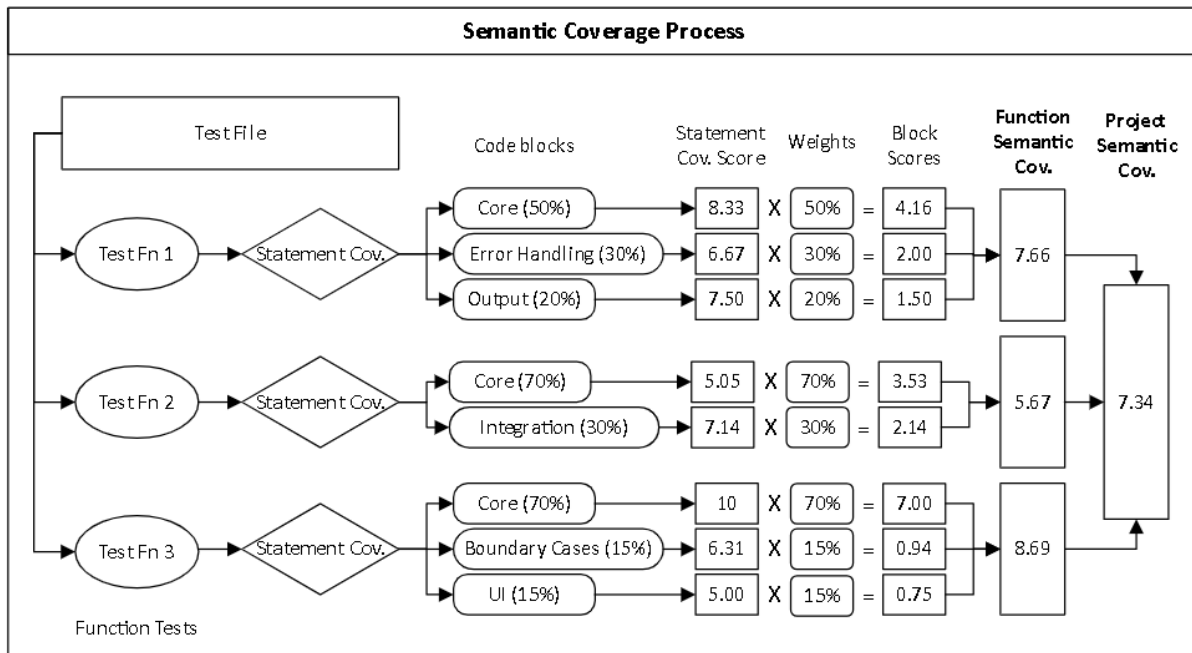 Semantic Coverage Process
Test File
Code blocks
Statement
Cov. Score
Weights
Block
Scores
Function
Semantic
Cov.
Project
Semantic
Cov.
Test Fn 1
Statement Cov.
Core (50%)
8.33 X 50% = 4.16
Error Handling (30%)
6.67 X 30% = 2.00
Output (20%)
7.50 X 20% = 1.50
7.66
Test Fn 2
Statement Cov.
Core (70%)
5.05 X 70% = 3.53
Integration (30%)
7.14 X 30% = 2.14
5.67
7.34
Test Fn 3
Statement Cov.
Core (70%)
10 X 70% = 7.00
Boundary Cases (15%)
6.31 X 15% = 0.94
UI (15%)
5.00 X 15% = 0.75
8.69
Function Tests